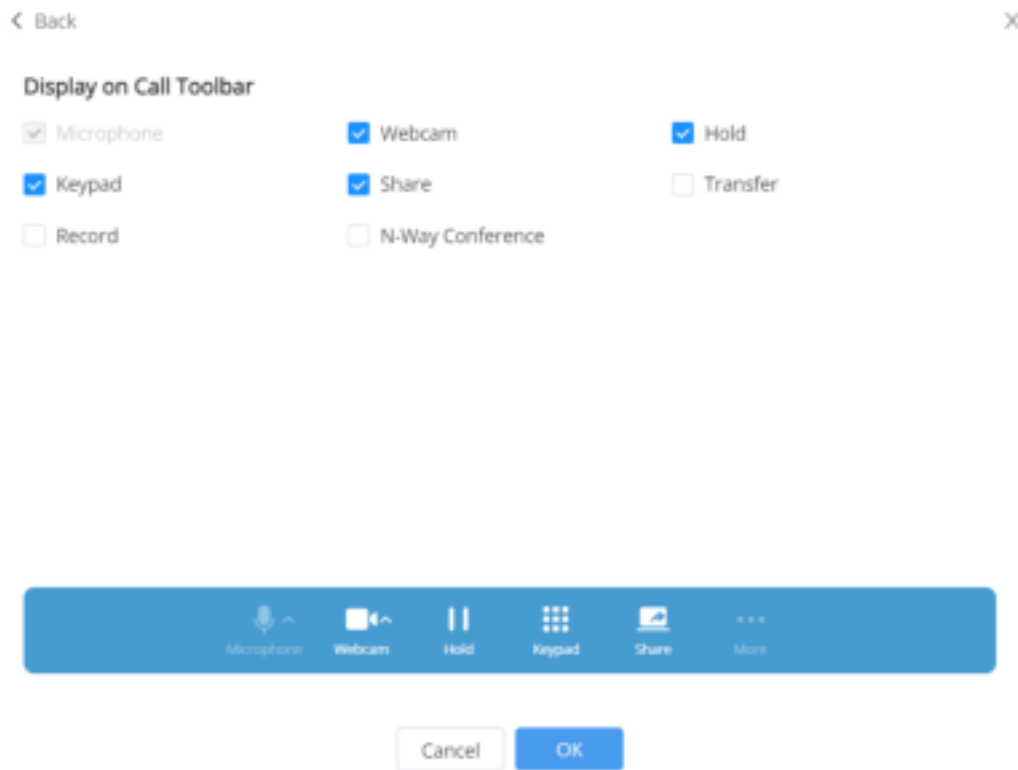 Back
Display on Call Toolbar
Microphone Webcam Hold
Keypad Share Transfer
Record N-Way Conference
Microphone Webcam Hold Keypad Share More
Cancel OK